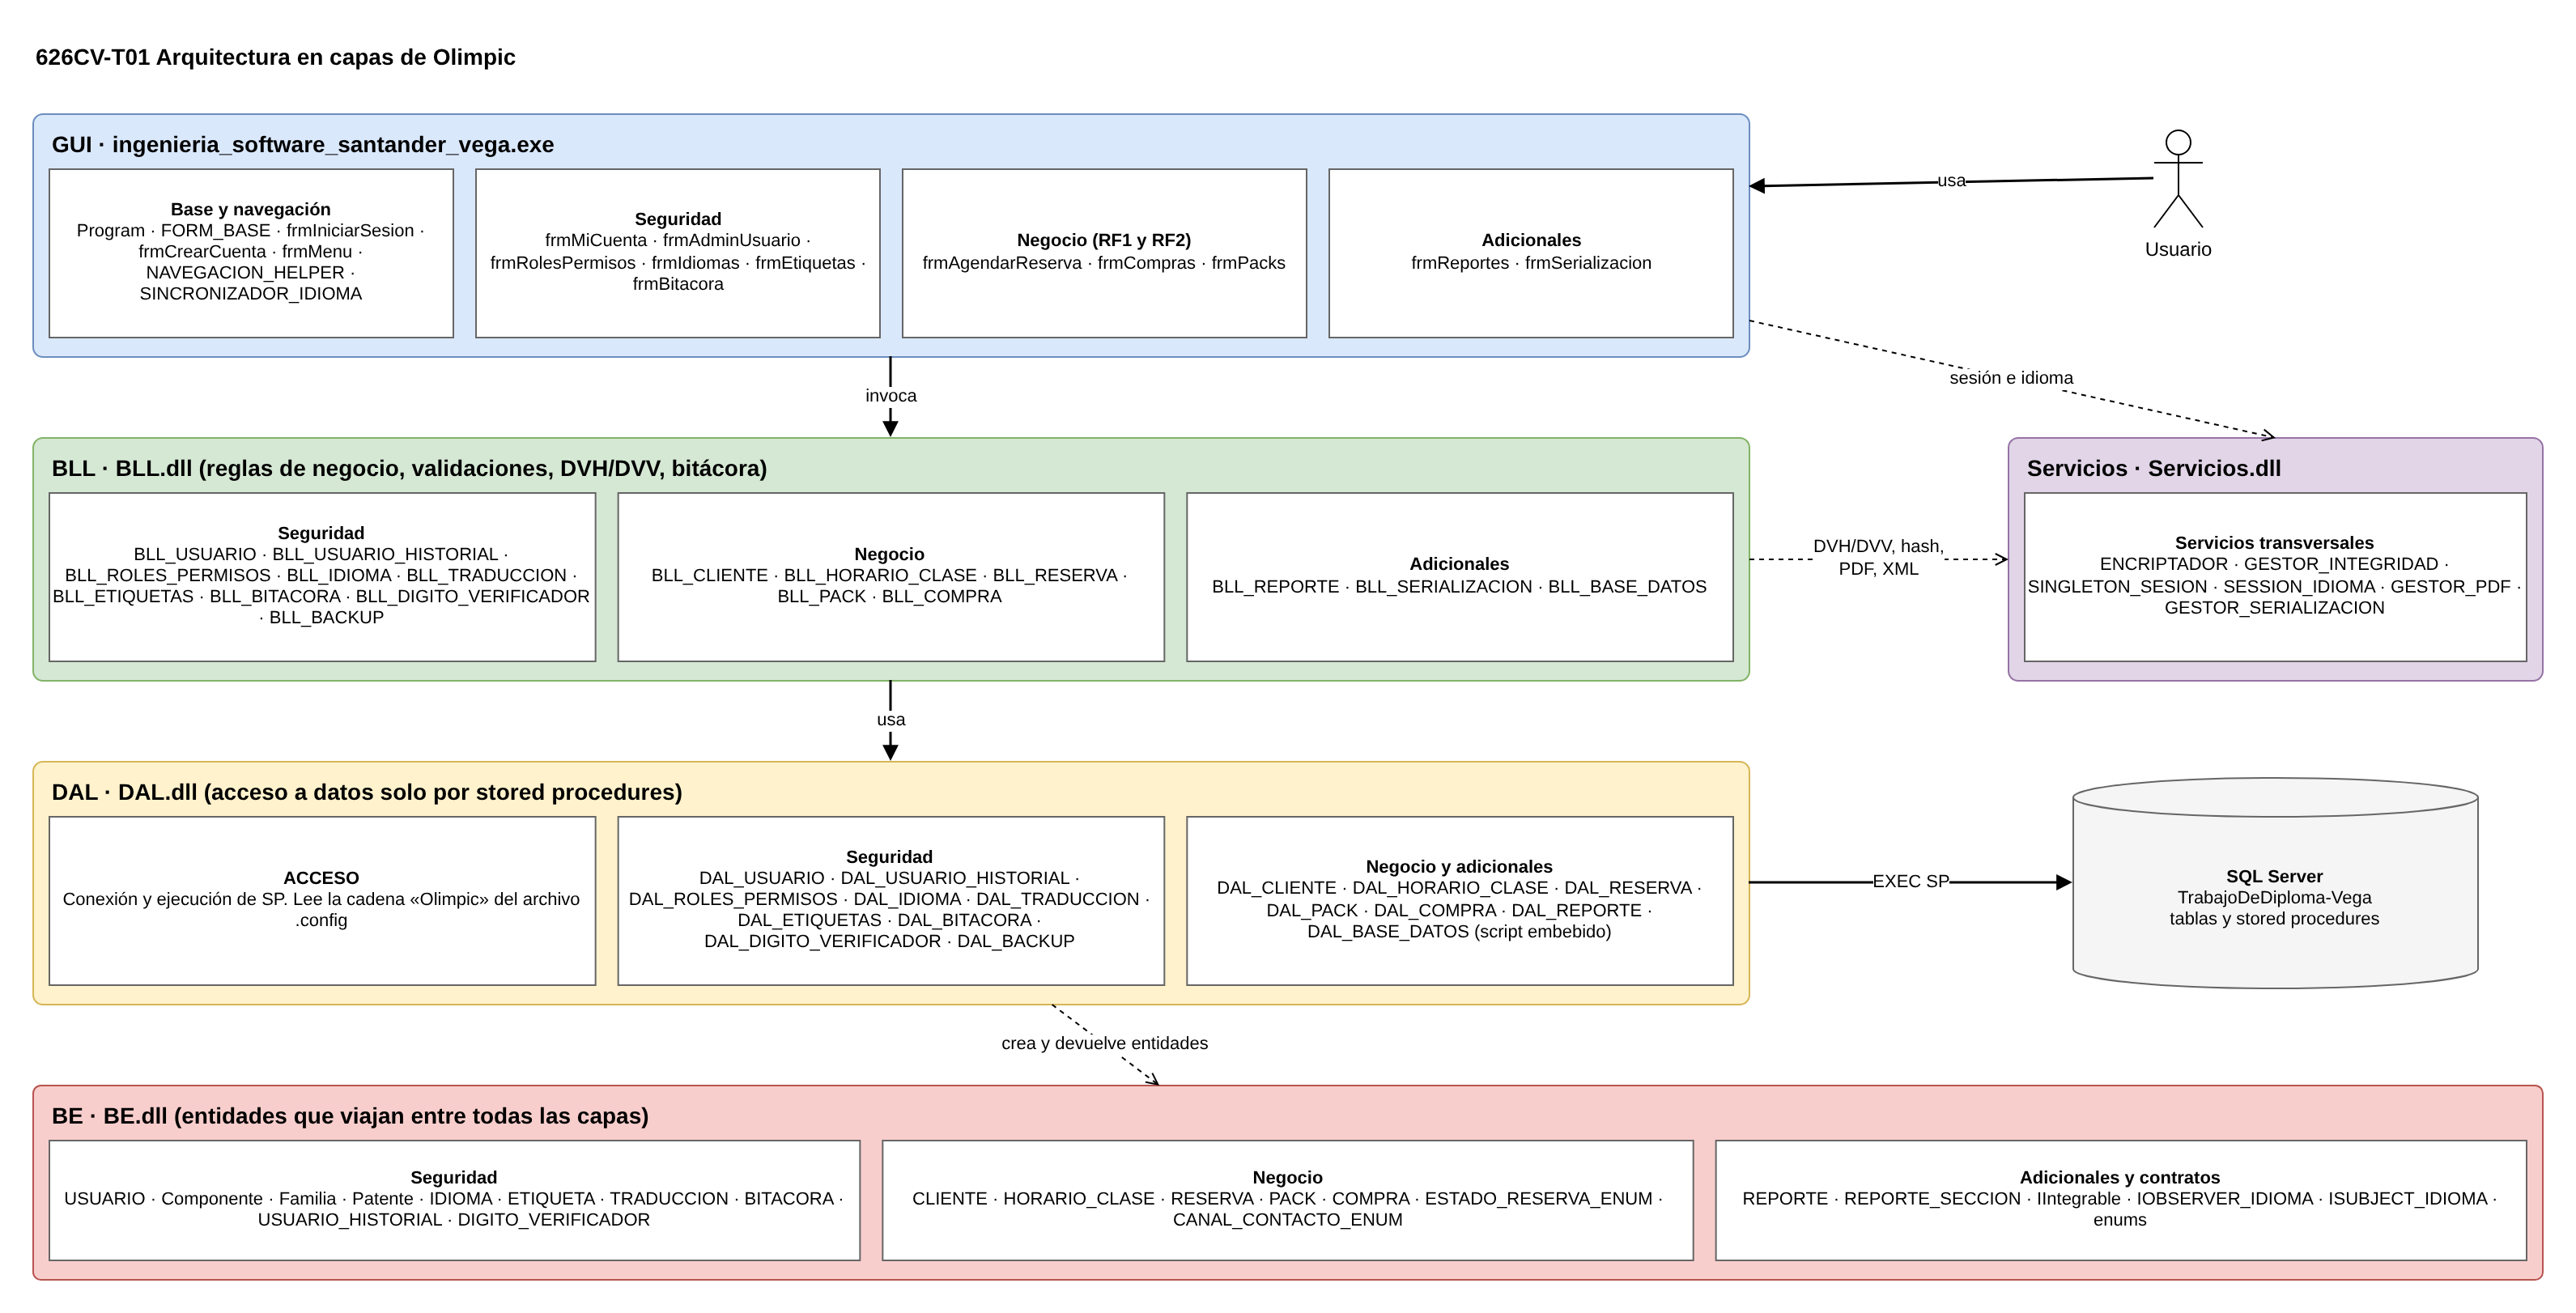 626CV-T01 Arquitectura en capas de Olimpic
GUI · ingenieria_software_santander_vega.exe
Base y navegación
Program · FORM_BASE · frmIniciarSesion ·
frmCrearCuenta · frmMenu ·
NAVEGACION_HELPER ·
SINCRONIZADOR_IDIOMA
Seguridad
frmMiCuenta · frmAdminUsuario ·
frmRolesPermisos · frmIdiomas · frmEtiquetas ·
frmBitacora
Negocio (RF1 y RF2)
frmAgendarReserva · frmCompras · frmPacks
Adicionales
frmReportes · frmSerializacion
usa
Usuario
sesión e idioma
invoca
BLL · BLL.dll (reglas de negocio, validaciones, DVH/DVV, bitácora)
Seguridad
BLL_USUARIO · BLL_USUARIO_HISTORIAL ·
BLL_ROLES_PERMISOS · BLL_IDIOMA · BLL_TRADUCCION ·
BLL_ETIQUETAS · BLL_BITACORA · BLL_DIGITO_VERIFICADOR
· BLL_BACKUP
Negocio
BLL_CLIENTE · BLL_HORARIO_CLASE · BLL_RESERVA ·
BLL_PACK · BLL_COMPRA
Adicionales
BLL_REPORTE · BLL_SERIALIZACION · BLL_BASE_DATOS
DVH/DVV, hash,
PDF, XML
Servicios · Servicios.dll
Servicios transversales
ENCRIPTADOR · GESTOR_INTEGRIDAD ·
SINGLETON_SESION · SESSION_IDIOMA · GESTOR_PDF ·
GESTOR_SERIALIZACION
usa
DAL · DAL.dll (acceso a datos solo por stored procedures)
ACCESO
Conexión y ejecución de SP. Lee la cadena «Olimpic» del archivo
.config
Seguridad
DAL_USUARIO · DAL_USUARIO_HISTORIAL ·
DAL_ROLES_PERMISOS · DAL_IDIOMA · DAL_TRADUCCION ·
DAL_ETIQUETAS · DAL_BITACORA ·
DAL_DIGITO_VERIFICADOR · DAL_BACKUP
Negocio y adicionales
DAL_CLIENTE · DAL_HORARIO_CLASE · DAL_RESERVA ·
DAL_PACK · DAL_COMPRA · DAL_REPORTE ·
DAL_BASE_DATOS (script embebido)
EXEC SP
SQL Server
TrabajoDeDiploma-Vega
tablas y stored procedures
crea y devuelve entidades
BE · BE.dll (entidades que viajan entre todas las capas)
Seguridad
USUARIO · Componente · Familia · Patente · IDIOMA · ETIQUETA · TRADUCCION · BITACORA ·
USUARIO_HISTORIAL · DIGITO_VERIFICADOR
Negocio
CLIENTE · HORARIO_CLASE · RESERVA · PACK · COMPRA · ESTADO_RESERVA_ENUM ·
CANAL_CONTACTO_ENUM
Adicionales y contratos
REPORTE · REPORTE_SECCION · IIntegrable · IOBSERVER_IDIOMA · ISUBJECT_IDIOMA ·
enums